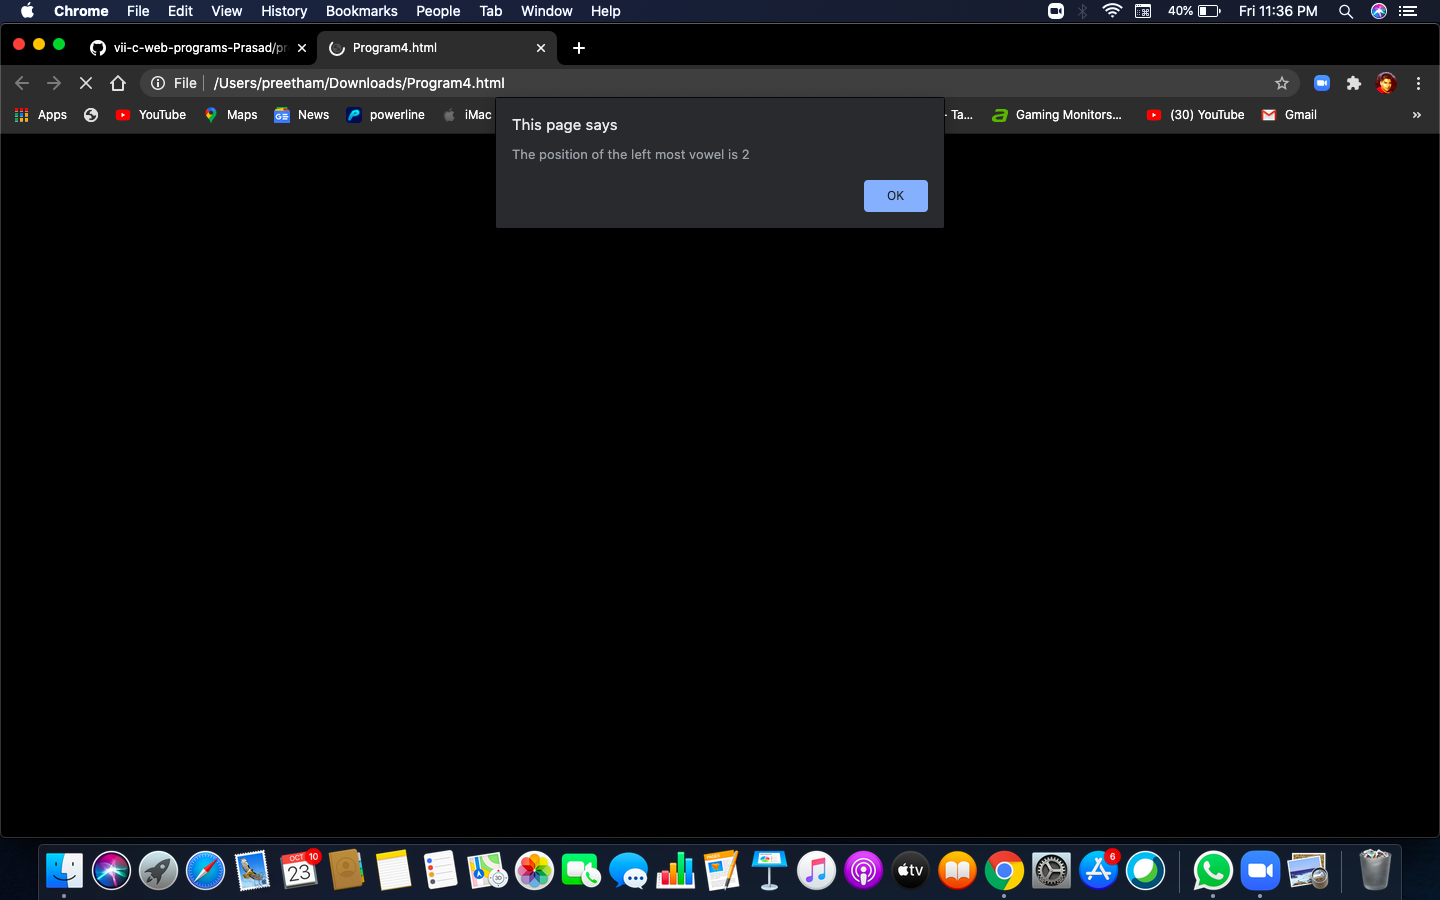 Chrome File Edit View History Bookmarks People Tab Window Help 40% Fri 11:36 PM
vii-c-web-programs-Prasad/pr Program4.html
File /Users/preetham/Downloads/Program4.html
Apps YouTube Maps News powerline iMac - Ta... Gaming Monitors... (30) YouTube Gmail »
This page says
The position of the left most vowel is 2
OK
OCT 10
23
3D
tv
6